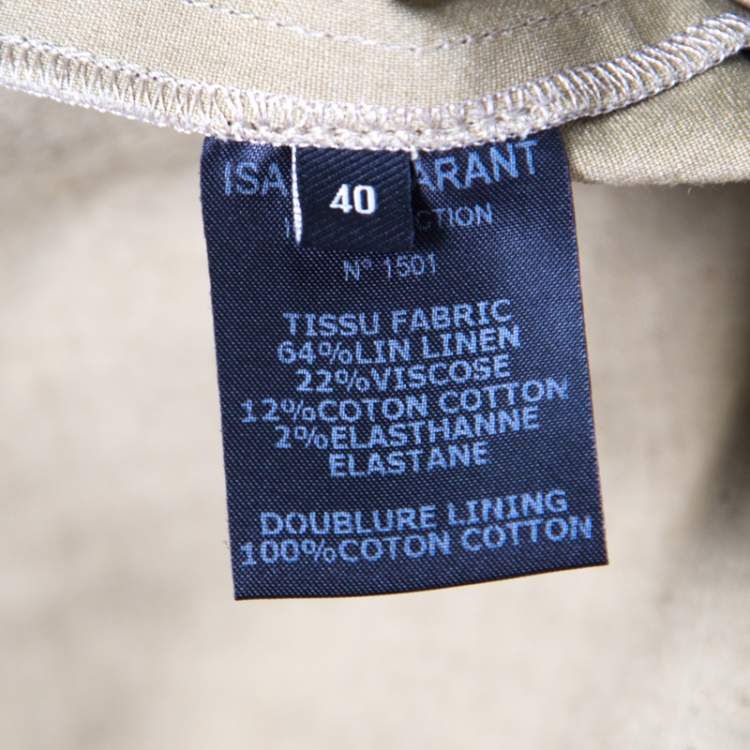 ISA ARANT
40
CTION
N° 1501
TISSU FABRIC
64%LIN LINEN
22%VISCOSE
12%COTON COTTON
2%ELASTHANNE
ELASTANE
DOUBLURE LINING
100%COTON COTTON